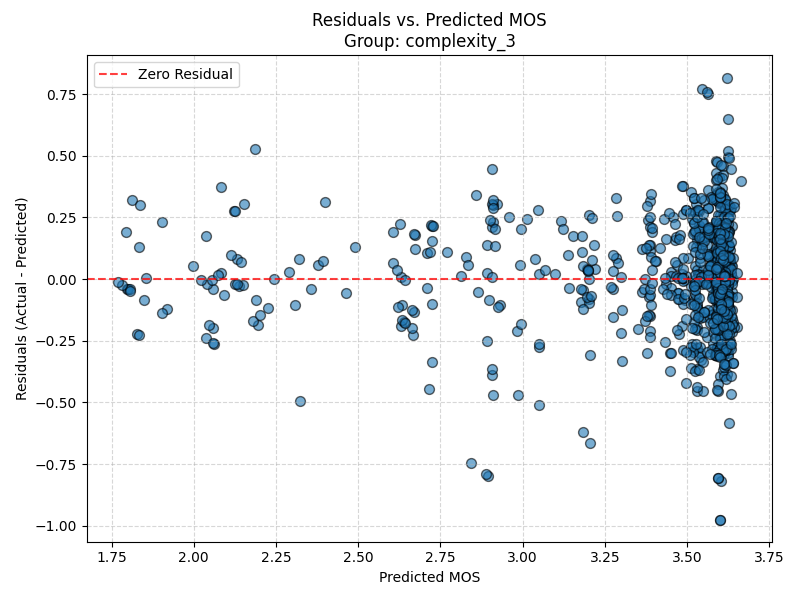 Residuals vs. Predicted MOS
Group: complexity_3
Zero Residual
Residuals (Actual - Predicted)
0.75
0.50
0.25
0.00
−0.25
−0.50
−0.75
−1.00
1.75 2.00 2.25 2.50 2.75 3.00 3.25 3.50 3.75
Predicted MOS